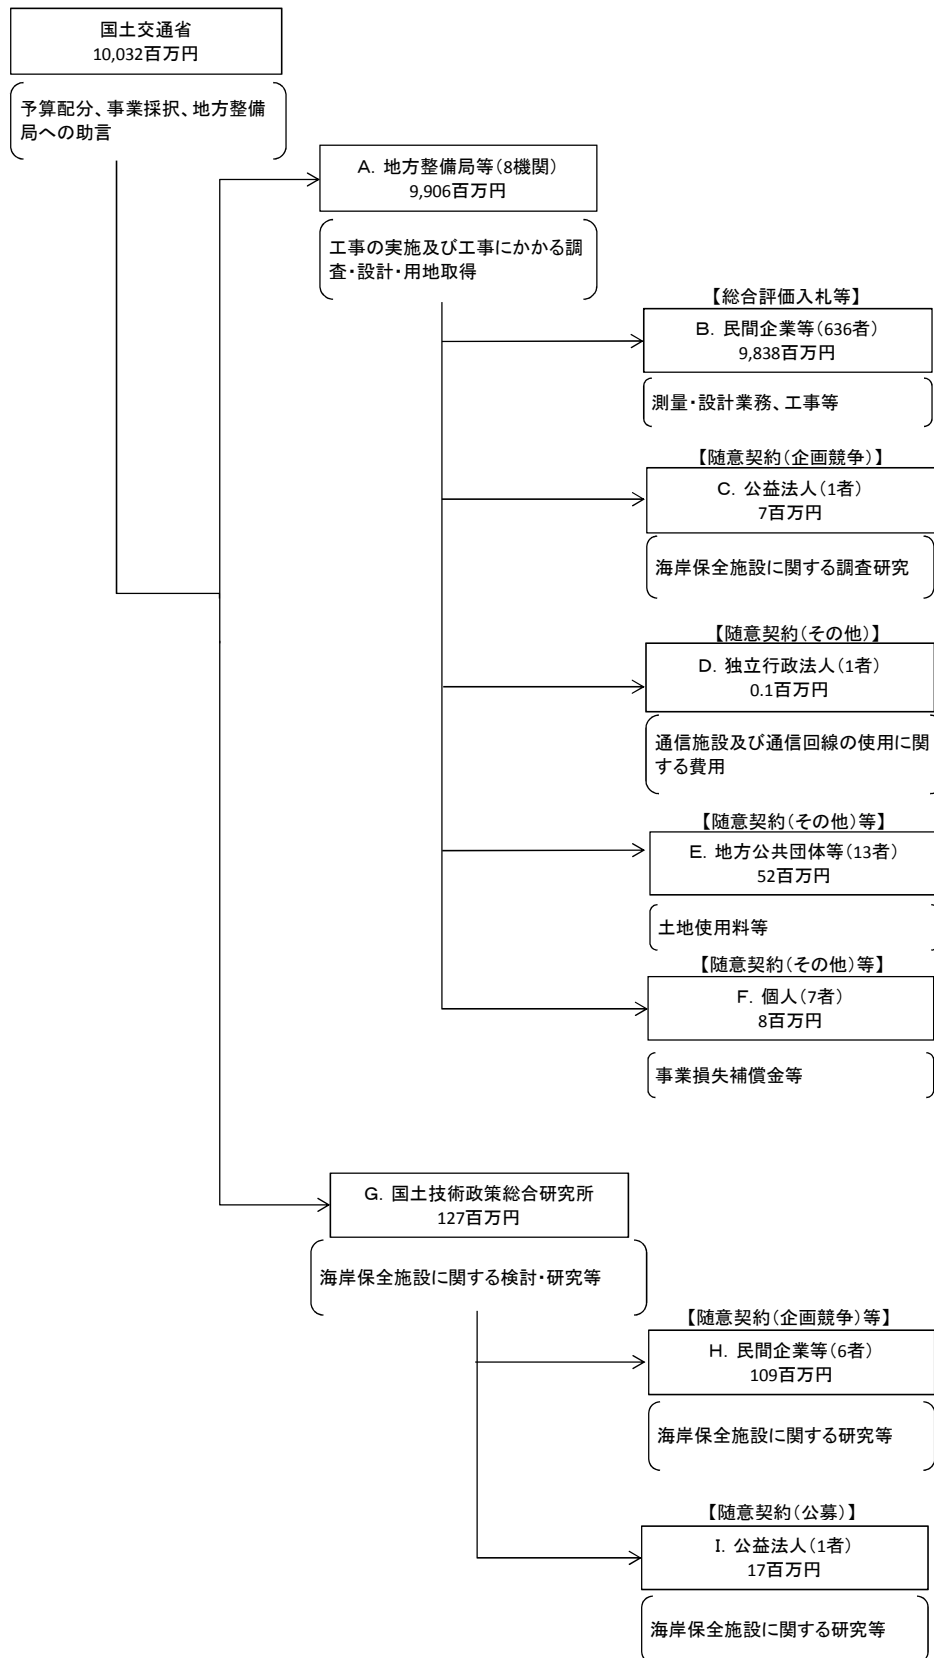 国土交通省
10,032百万円
予算配分、事業採択、地方整備
局への助言
A. 地方整備局等(8機関)
9,906百万円
工事の実施及び工事にかかる調
査・設計・用地取得
【総合評価入札等】
B. 民間企業等(636者)
9,838百万円
測量・設計業務、工事等
【随意契約(企画競争)】
C. 公益法人(1者)
7百万円
海岸保全施設に関する調査研究
【随意契約(その他)】
D. 独立行政法人(1者)
0.1百万円
通信施設及び通信回線の使用に関
する費用
【随意契約(その他)等】
E. 地方公共団体等(13者)
52百万円
土地使用料等
【随意契約(その他)等】
F. 個人(7者)
8百万円
事業損失補償金等
G. 国土技術政策総合研究所
127百万円
海岸保全施設に関する検討・研究等
【随意契約(企画競争)等】
H. 民間企業等(6者)
109百万円
海岸保全施設に関する研究等
【随意契約(公募)】
I. 公益法人(1者)
17百万円
海岸保全施設に関する研究等